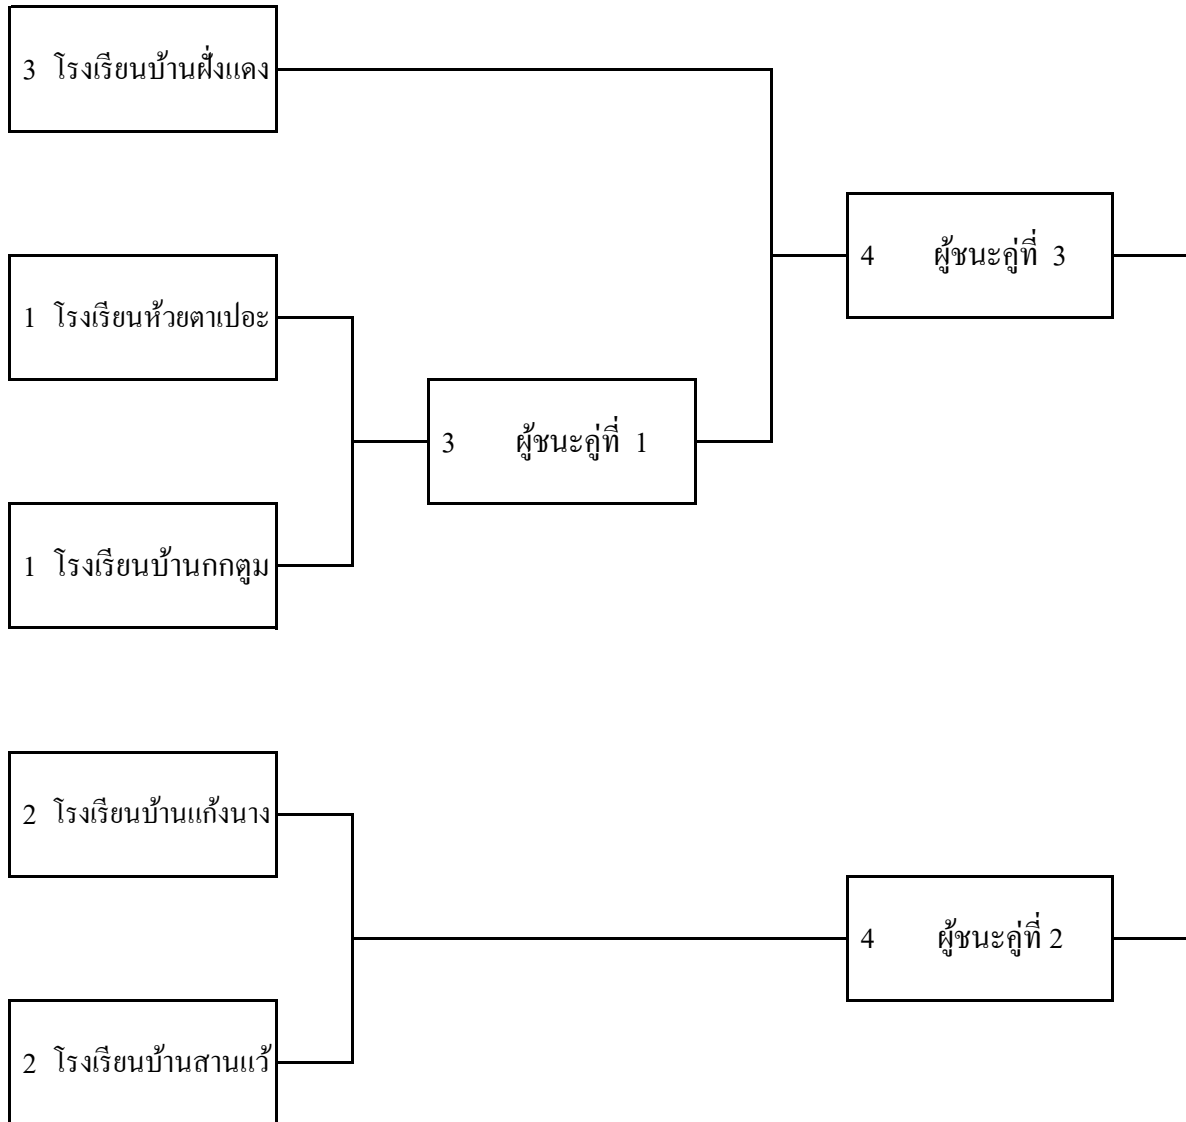 3 โรงเรียนบ้านฝั่งแดง
4 ผู้ชนะคู่ที่ 3
1 โรงเรียนห้วยตาเปอะ
3 ผู้ชนะคู่ที่ 1
1 โรงเรียนบ้านกกตูม
2 โรงเรียนบ้านแก้งนาง
4 ผู้ชนะคู่ที่ 2
2 โรงเรียนบ้านสานแว้